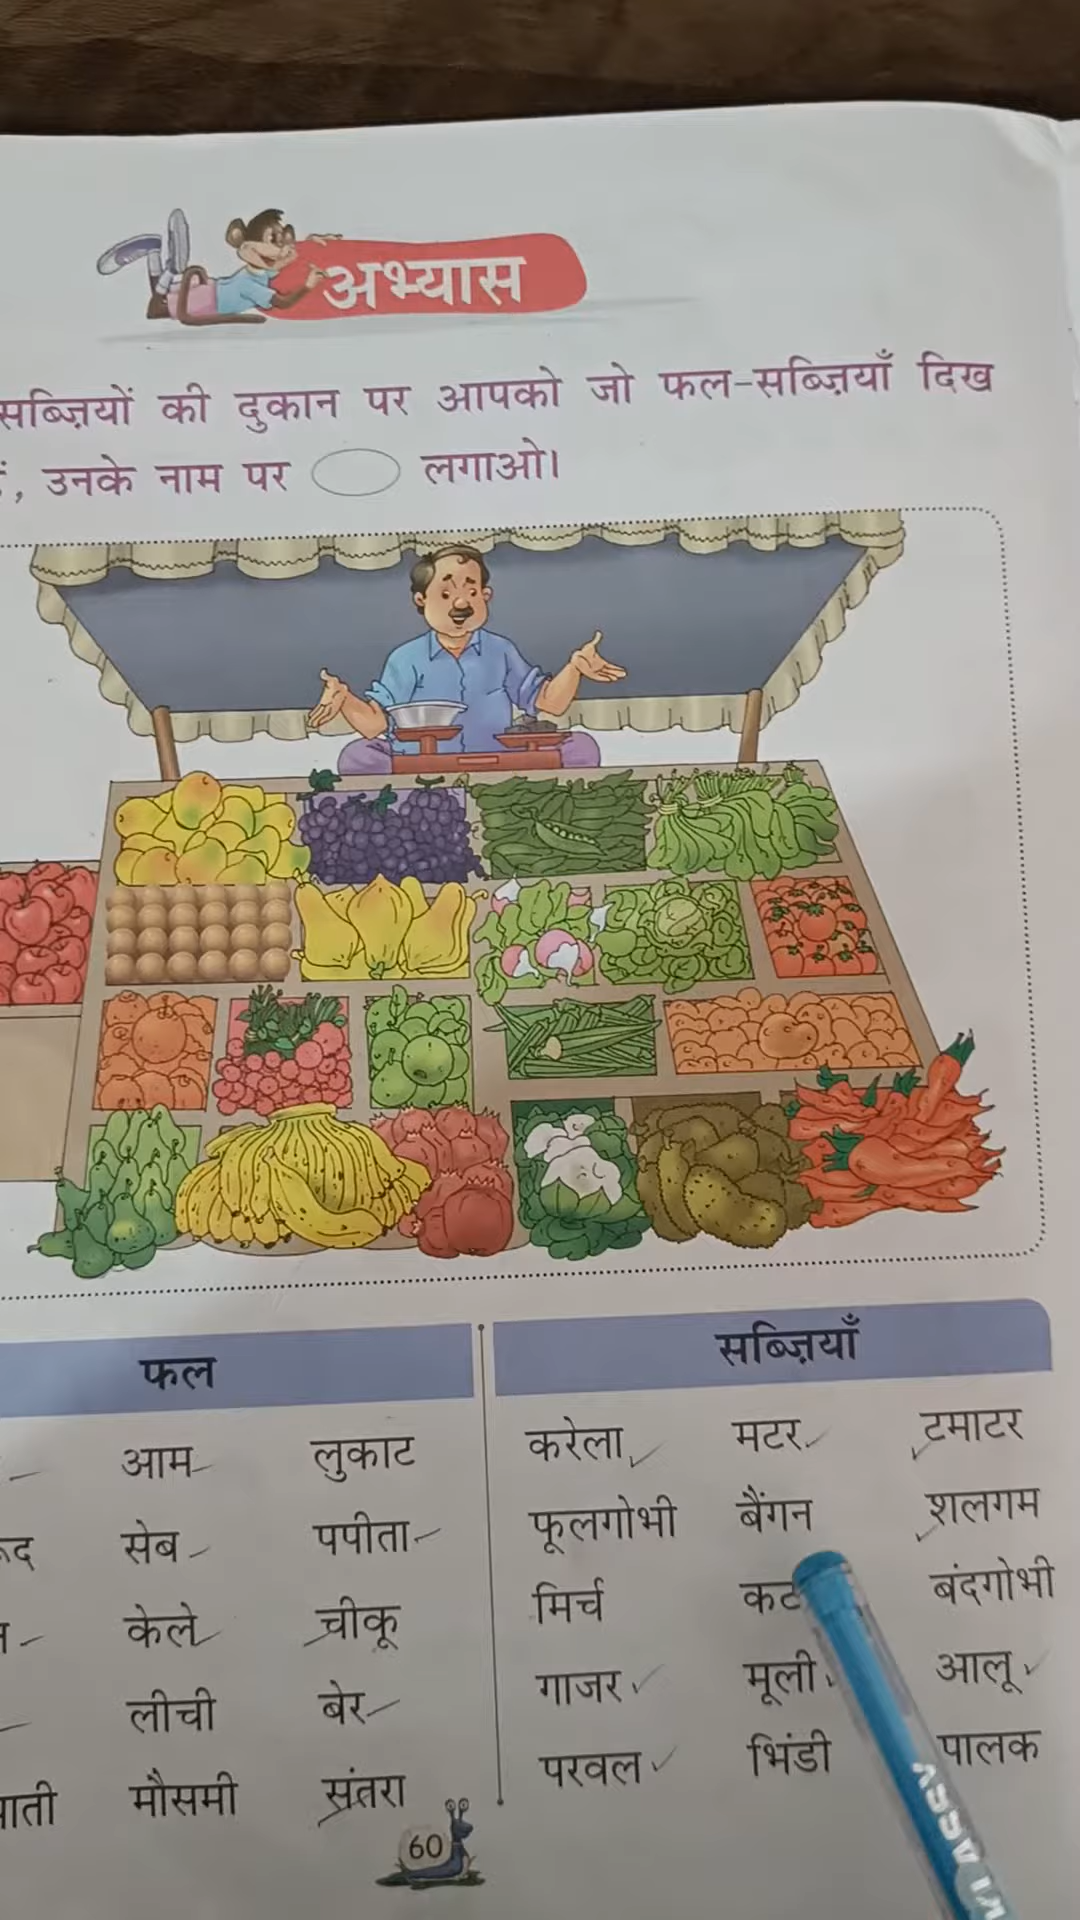 अभ्यास
सब्ज़ियों की दुकान पर आपको जो फल-सब्ज़ियाँ दिख
उनके नाम पर लगाओ।
फल सब्ज़ियाँ
आम लुकाट करेला मटर टमाटर
सेब पपीता फूलगोभी बैंगन शलगम
केले चीकू मिर्च बंदगोभी
लीची बेर गाजर मूली आलू
मौसमी संतरा परवल भिंडी पालक
60